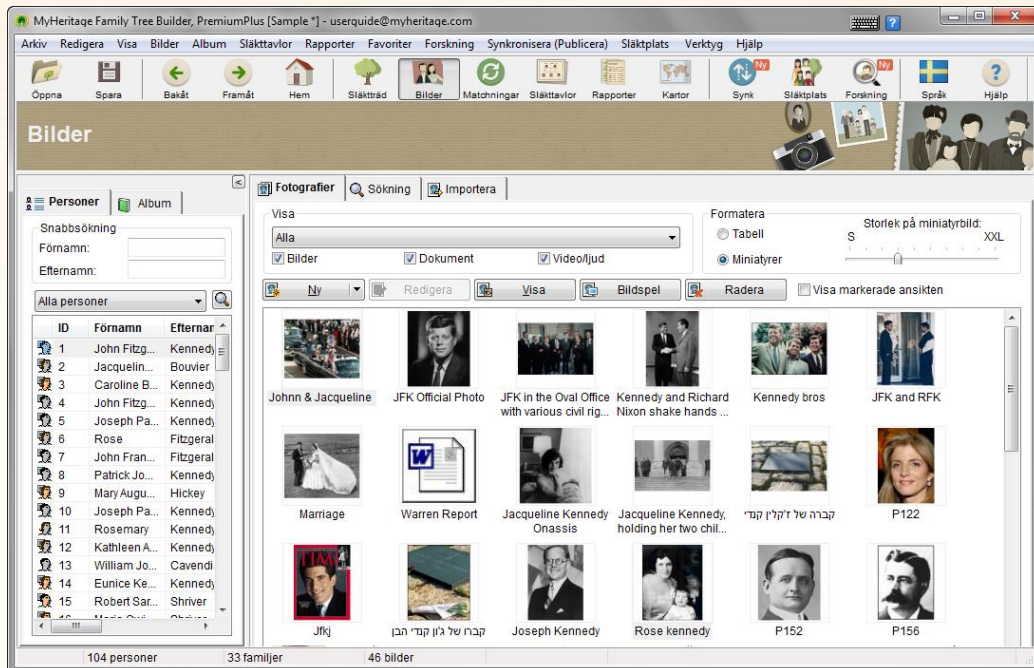 MyHeritage Family Tree Builder, PremiumPlus [Sample *] - userguide@myheritage.com
Arkiv Redigera Visa Bilder Album Släkttavlor Rapporter Favoriter Forskning Synkronisera (Publicera) Släktplats Verktyg Hjälp
Ny Ny
Öppna Spara Bakåt Framåt Hem Släktträd Bilder Matchningar Släkttavlor Rapporter Kartor Synk Släktplats Forskning Språk Hjälp
Bilder
Personer Album
Snabbsökning
Förnamn:
Efternamn:
Alla personer
ID Förnamn Efternar
1 John Fitzg... Kennedy
2 Jacquelin... Bouvier
3 Caroline B... Kennedy
4 John Fitzg... Kennedy
5 Joseph Pa... Kennedy
6 Rose Fitzgeral
7 John Fran... Fitzgeral
8 Patrick Jo... Kennedy
9 Mary Augu... Hickey
10 Joseph Pa... Kennedy
11 Rosemary Kennedy
12 Kathleen A... Kennedy
13 William Jo... Cavendi
14 Eunice Ke... Kennedy
15 Robert Sar... Shriver
Fotografier Sökning Importera
Visa
Alla
Bilder Dokument Video/ljud
Formatera
Tabell
Miniatyrer
Storlek på miniatyrbild:
S XXL
Ny Redigera Visa Bildspel Radera Visa markerade ansikten
Johnn & Jacqueline
JFK Official Photo
JFK in the Oval Office
with various civil rig...
Kennedy and Richard
Nixon shake hands ...
Kennedy bros
JFK and RFK
W
Marriage
Warren Report
Jacqueline Kennedy
Onassis
Jacqueline Kennedy,
holding her two chil...
קברה של ז'קלין קנדי
P122
TIME
Jfkj
קברו של ג'ון קנדי הבן
Joseph Kennedy
Rose kennedy
P152
P156
104 personer 33 familjer 46 bilder